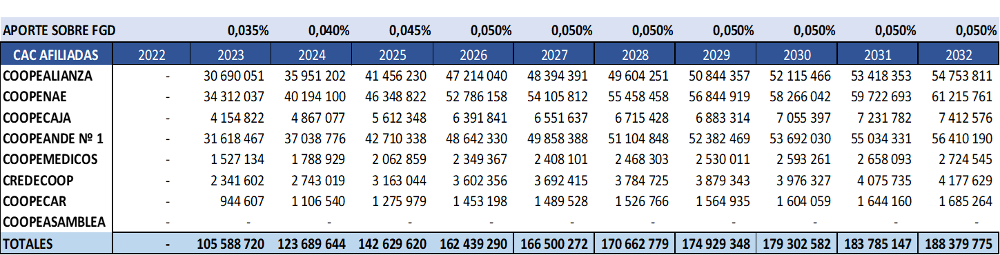 APORTE SOBRE FGD 0,035% 0,040% 0,045% 0,050% 0,050% 0,050% 0,050% 0,050% 0,050% 0,050%
CAC AFILIADAS 2022 2023 2024 2025 2026 2027 2028 2029 2030 2031 2032
COOPEALIANZA - 30 690 051 35 951 202 41 456 230 47 214 040 48 394 391 49 604 251 50 844 357 52 115 466 53 418 353 54 753 811
COOPENAE - 34 312 037 40 194 100 46 348 822 52 786 158 54 105 812 55 458 458 56 844 919 58 266 042 59 722 693 61 215 761
COOPECAJA - 4 154 822 4 867 077 5 612 348 6 391 841 6 551 637 6 715 428 6 883 314 7 055 397 7 231 782 7 412 576
COOPEANDE Nº 1 - 31 618 467 37 038 776 42 710 338 48 642 330 49 858 388 51 104 848 52 382 469 53 692 030 55 034 331 56 410 190
COOPEMEDICOS - 1 527 134 1 788 929 2 062 859 2 349 367 2 408 101 2 468 303 2 530 011 2 593 261 2 658 093 2 724 545
CREDECOOP - 2 341 602 2 743 019 3 163 044 3 602 356 3 692 415 3 784 725 3 879 343 3 976 327 4 075 735 4 177 629
COOPECAR - 944 607 1 106 540 1 275 979 1 453 198 1 489 528 1 526 766 1 564 935 1 604 059 1 644 160 1 685 264
COOPEASAMBLEA - - - - - - - - - - -
TOTALES - 105 588 720 123 689 644 142 629 620 162 439 290 166 500 272 170 662 779 174 929 348 179 302 582 183 785 147 188 379 775